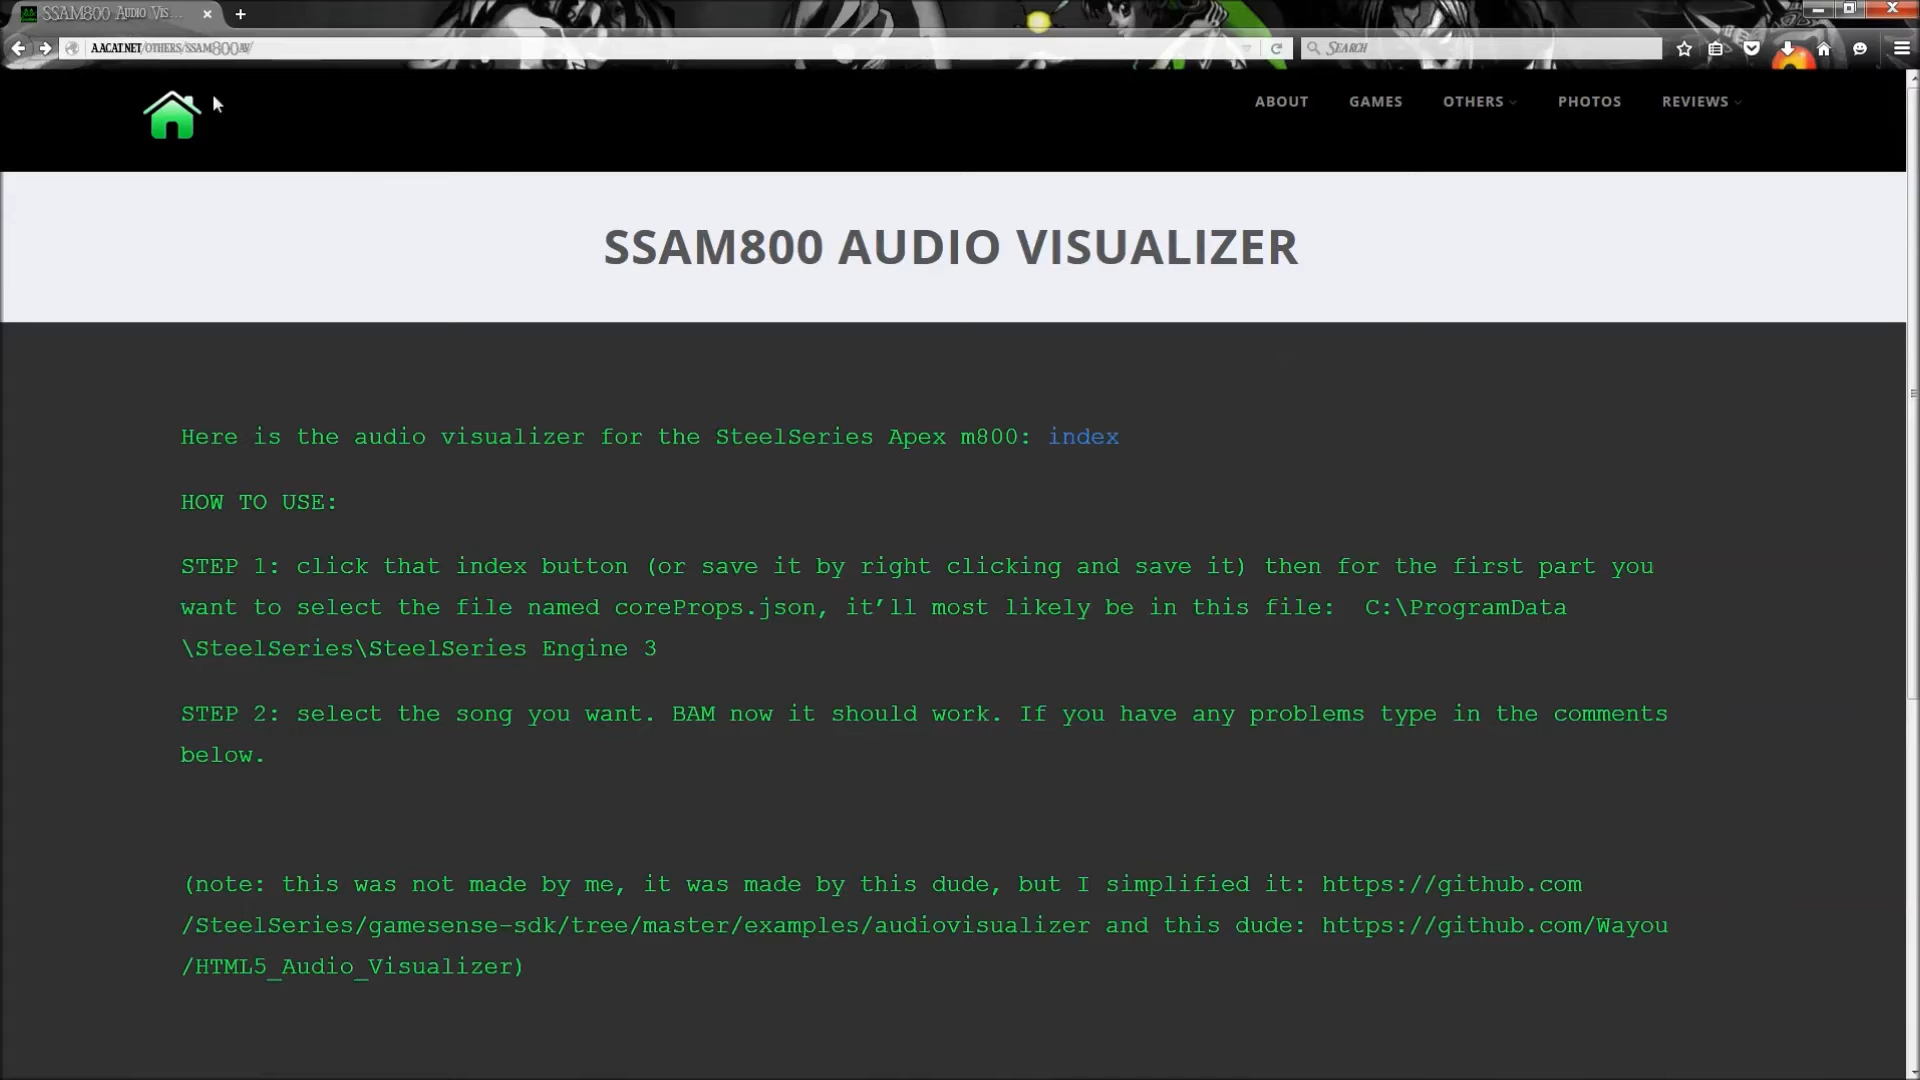 SSAM800 Audio Vis...
A.ACAT.NET/OTHERS/SSAM800AV/
Search
ABOUT GAMES OTHERS PHOTOS REVIEWS
SSAM800 AUDIO VISUALIZER
Here is the audio visualizer for the SteelSeries Apex m800: index
HOW TO USE:
STEP 1: click that index button (or save it by right clicking and save it) then for the first part you
want to select the file named coreProps.json, it’ll most likely be in this file:  C:\ProgramData
\SteelSeries\SteelSeries Engine 3
STEP 2: select the song you want. BAM now it should work. If you have any problems type in the comments
below.
(note: this was not made by me, it was made by this dude, but I simplified it: https://github.com
/SteelSeries/gamesense-sdk/tree/master/examples/audiovisualizer and this dude: https://github.com/Wayou
/HTML5_Audio_Visualizer)